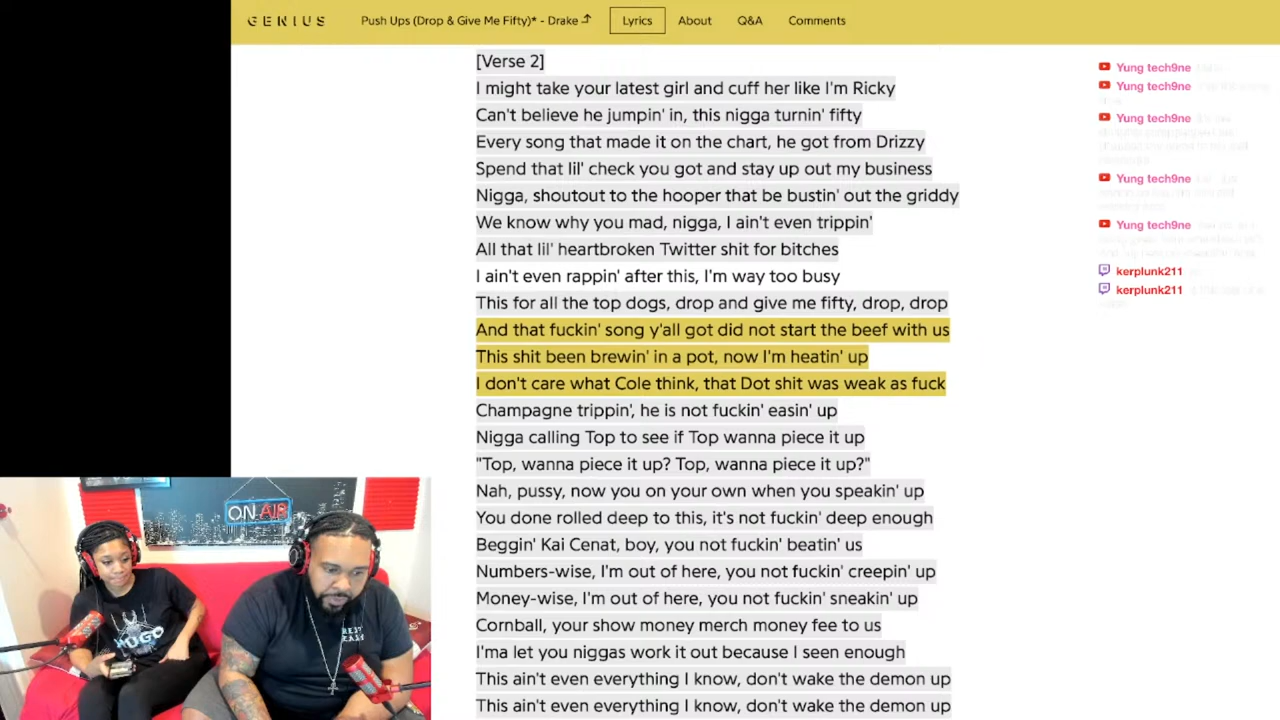 GENIUS
Push Ups (Drop & Give Me Fifty)* - Drake
Lyrics
About
Q&A
Comments
[Verse 2]
I might take your latest girl and cuff her like I'm Ricky
Can't believe he jumpin' in, this nigga turnin' fifty
Every song that made it on the chart, he got from Drizzy
Spend that lil' check you got and stay up out my business
Nigga, shoutout to the hooper that be bustin' out the griddy
We know why you mad, nigga, I ain't even trippin'
All that lil' heartbroken Twitter shit for bitches
I ain't even rappin' after this, I'm way too busy
This for all the top dogs, drop and give me fifty, drop, drop
And that fuckin' song y'all got did not start the beef with us
This shit been brewin' in a pot, now I'm heatin' up
I don't care what Cole think, that Dot shit was weak as fuck
Champagne trippin', he is not fuckin' easin' up
Nigga calling Top to see if Top wanna piece it up
"Top, wanna piece it up? Top, wanna piece it up?"
Nah, pussy, now you on your own when you speakin' up
You done rolled deep to this, it's not fuckin' deep enough
Beggin' Kai Cenat, boy, you not fuckin' beatin' us
Numbers-wise, I'm out of here, you not fuckin' creepin' up
Money-wise, I'm out of here, you not fuckin' sneakin' up
Cornball, your show money merch money fee to us
I'ma let you niggas work it out because I seen enough
This ain't even everything I know, don't wake the demon up
This ain't even everything I know, don't wake the demon up
Yung tech9ne
Yung tech9ne
Yung tech9ne
Yung tech9ne
Yung tech9ne
kerplunk211
kerplunk211
ON AIR
HUGO